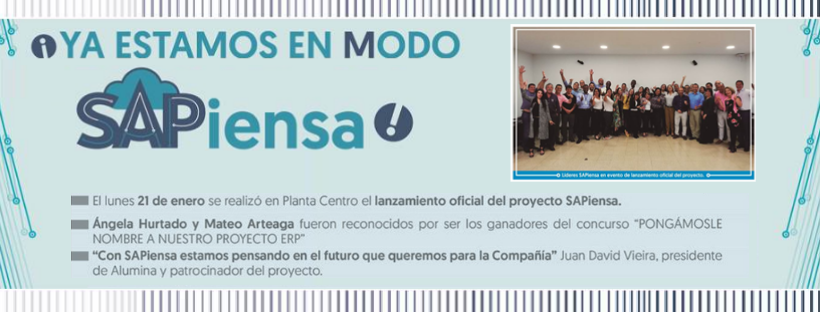 ¡YA ESTAMOS EN MODO
SAPiensa!
Líderes SAPiensa en evento de lanzamiento oficial del proyecto.
El lunes 21 de enero se realizó en Planta Centro el lanzamiento oficial del proyecto SAPiensa.
Ángela Hurtado y Mateo Arteaga fueron reconocidos por ser los ganadores del concurso “PONGÁMOSLE
NOMBRE A NUESTRO PROYECTO ERP”
“Con SAPiensa estamos pensando en el futuro que queremos para la Compañía” Juan David Vieira, presidente
de Alumina y patrocinador del proyecto.